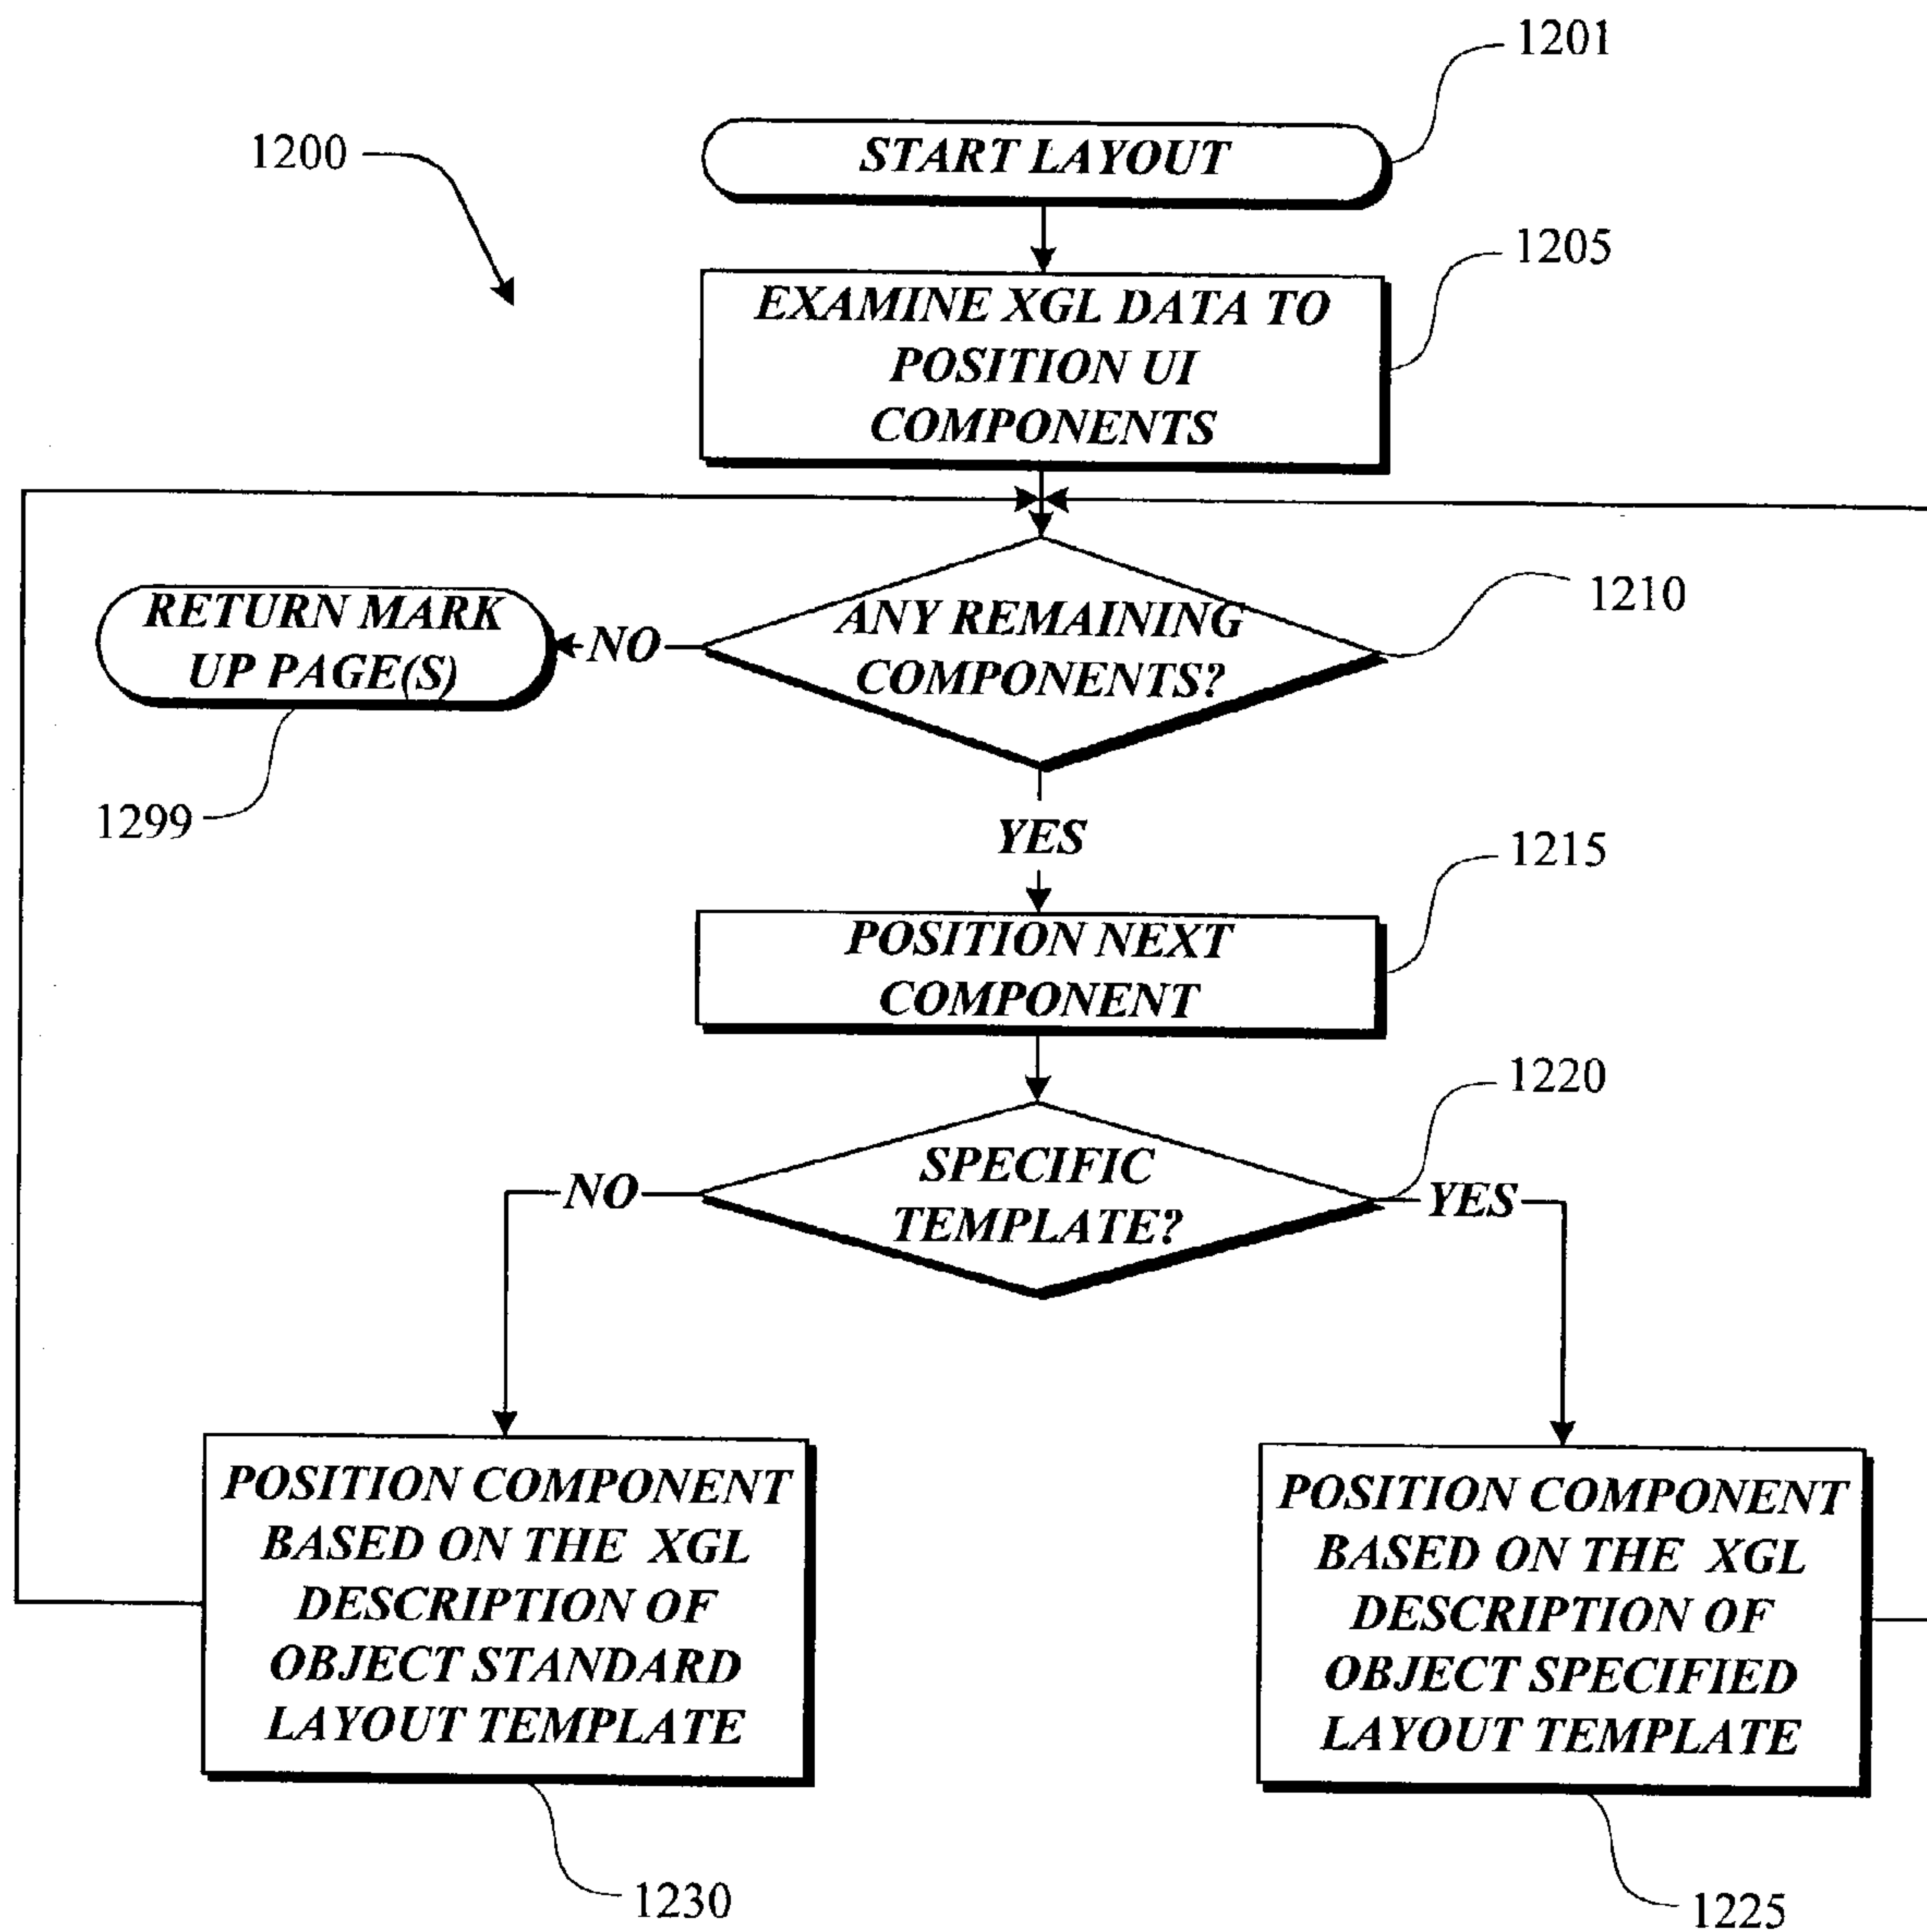 1201
1200
START LAYOUT
1205
EXAMINE XGL DATA TO
POSITION UI
COMPONENTS
1210
ANY REMAINING
COMPONENTS?
NO
RETURN MARK
UP PAGE(S)
1299
YES
1215
POSITION NEXT
COMPONENT
1220
SPECIFIC
TEMPLATE?
NO
YES
POSITION COMPONENT
BASED ON THE XGL
DESCRIPTION OF
OBJECT STANDARD
LAYOUT TEMPLATE
1230
POSITION COMPONENT
BASED ON THE XGL
DESCRIPTION OF
OBJECT SPECIFIED
LAYOUT TEMPLATE
1225